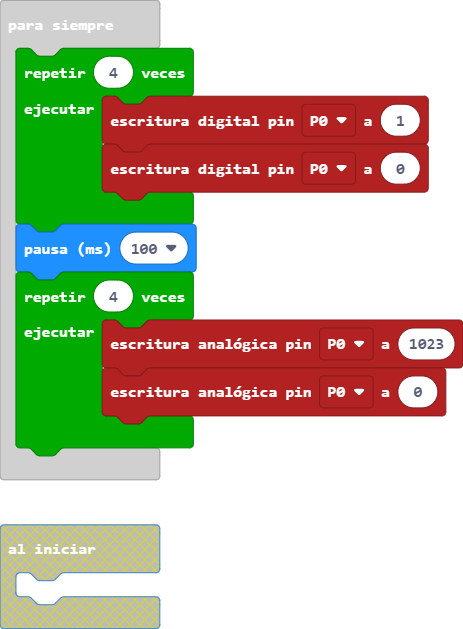 para siempre
repetir 4 veces
ejecutar
escritura digital pin P0 a 1
escritura digital pin P0 a 0
pausa (ms) 100
repetir 4 veces
ejecutar
escritura analógica pin P0 a 1023
escritura analógica pin P0 a 0
al iniciar